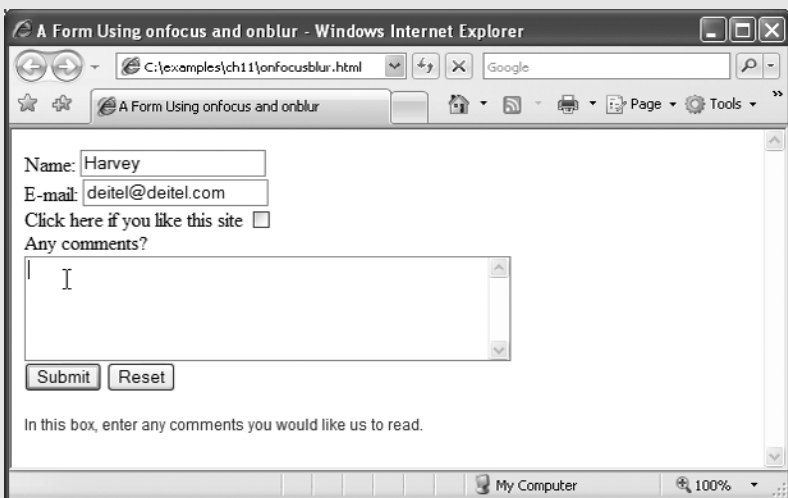 A Form Using onfocus and onblur - Windows Internet Explorer
C:\examples\ch11\onfocusblur.html
Google
A Form Using onfocus and onblur
Page
Tools
»
Name: Harvey
E-mail: deitel@deitel.com
Click here if you like this site
Any comments?
Submit Reset
In this box, enter any comments you would like us to read.
My Computer
100%